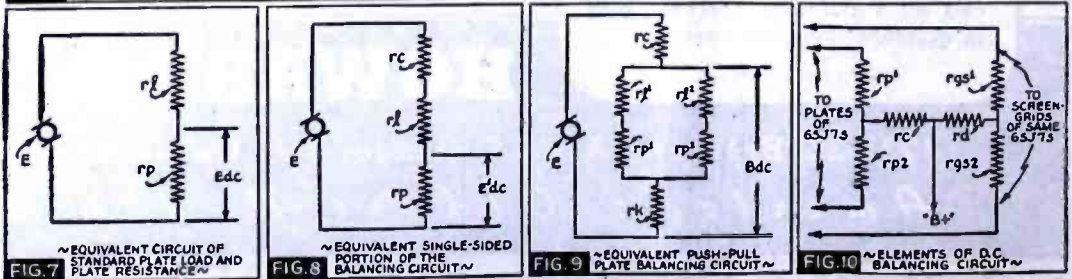 rl
rp
E
Edc
~EQUIVALENT CIRCUIT OF
STANDARD PLATE LOAD AND
PLATE RESISTANCE~
FIG.7
rc
rl
rp
E
E'dc
~EQUIVALENT SINGLE-SIDED
PORTION OF THE
BALANCING CIRCUIT~
FIG.8
rc
rl¹ rl²
rp¹ rp²
E
rk
Bdc
~EQUIVALENT PUSH-PULL
PLATE BALANCING CIRCUIT~
FIG.9
TO
PLATES
OF
6SJ7S
rp¹
rc
rp2
rgs¹
rd
rgs2
"B+"
TO
SCREEN-
GRIDS
OF SAME
6SJ7S
~ELEMENTS OF D.C.
BALANCING CIRCUIT~
FIG.10